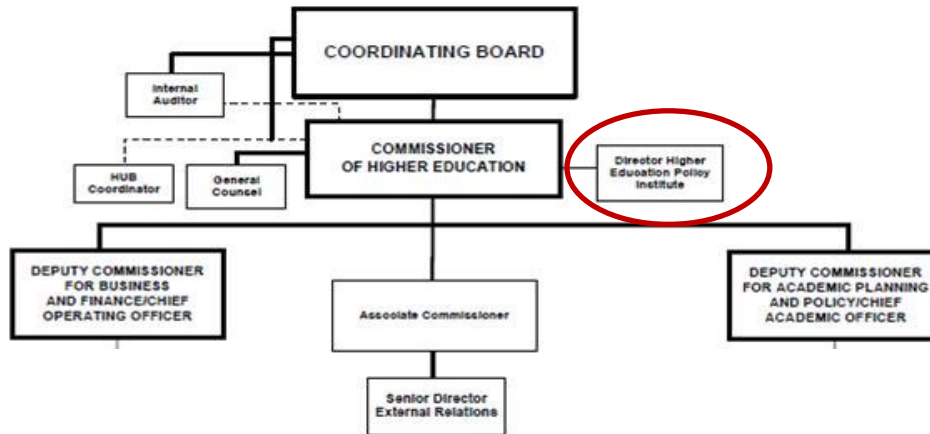 COORDINATING BOARD
Internal
Auditor
COMMISSIONER
OF HIGHER EDUCATION
Director Higher
Education Policy
Institute
HUB
Coordinator
General
Counsel
DEPUTY COMMISSIONER
FOR BUSINESS
AND FINANCE/CHIEF
OPERATING OFFICER
Associate Commissioner
DEPUTY COMMISSIONER
FOR ACADEMIC PLANNING
AND POLICY/CHIEF
ACADEMIC OFFICER
Senior Director
External Relations